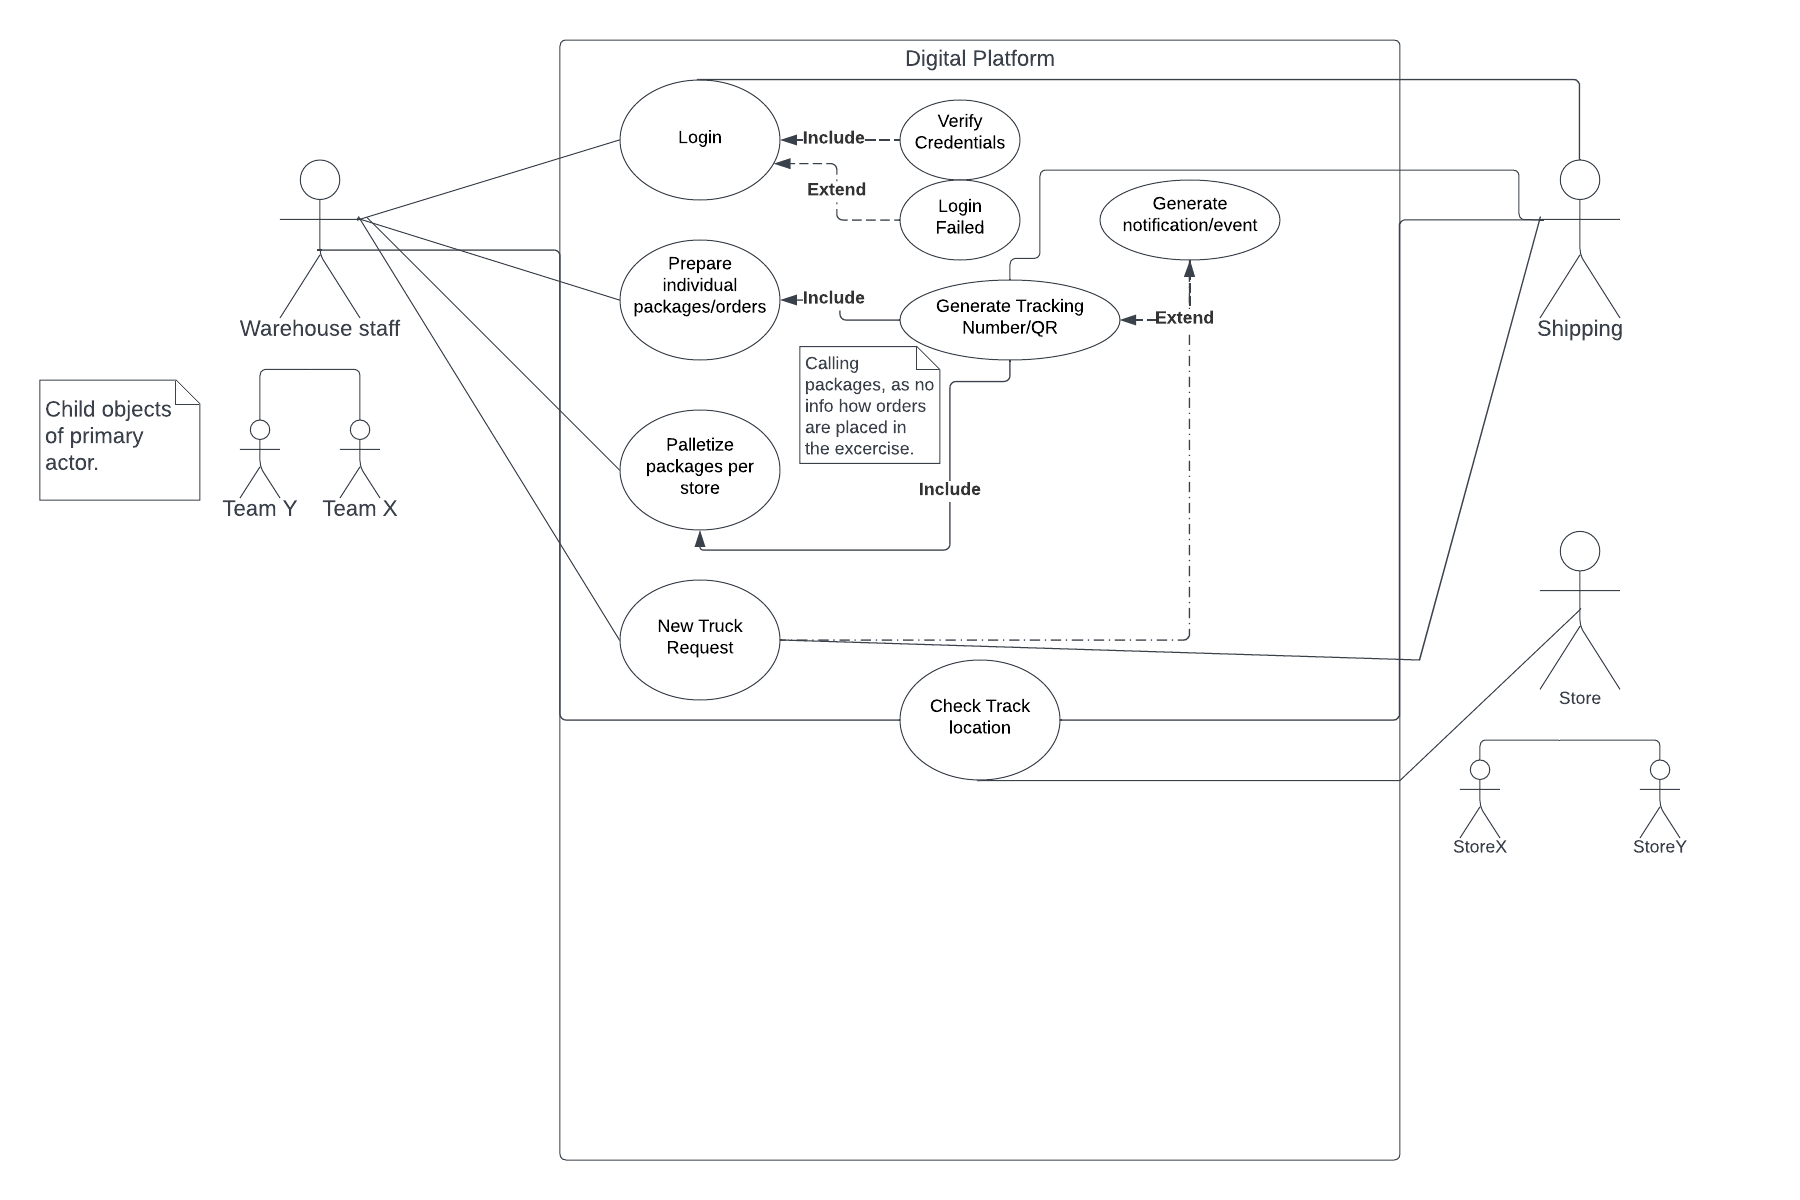 Digital Platform
Login
Include
Verify
Credentials
Extend
Login
Failed
Generate
notification/event
Prepare
individual
packages/orders
Include
Generate Tracking
Number/QR
Extend
Warehouse staff
Shipping
Calling
packages, as no
info how orders
are placed in
the excercise.
Child objects
of primary
actor.
Team Y
Team X
Palletize
packages per
store
Include
New Truck
Request
Check Track
location
Store
StoreX
StoreY